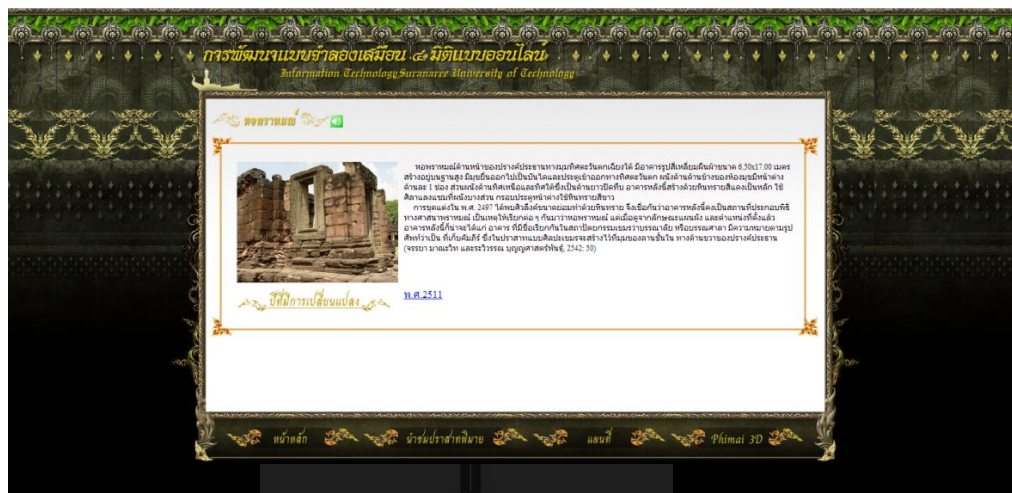 การพัฒนาแบบจำลองเสมือน ๔ มิติแบบออนไลน์
Information Technology,Suranaree University of Technology
หอพราหมณ์
หอพราหมณ์ด้านหน้าของปรางค์ประธานทางมุมทิศตะวันตกเฉียงใต้ มีอาคารรูปสี่เหลี่ยมผืนผ้าขนาด 6.50x17.00 เมตร
สร้างอยู่บนฐานสูง มีมุขยื่นออกไปเป็นบันไดและประตูเข้าออกทางทิศตะวันตก ผนังด้านด้านข้างของห้องมุขมีหน้าต่าง
ด้านละ 1 ช่อง ส่วนผนังด้านทิศเหนือและทิศใต้ซึ่งเป็นด้านยาวปิดทึบ อาคารหลังนี้สร้างด้วยหินทรายสีแดงเป็นหลัก ใช้
ศิลาแลงแซมที่ผนังบางส่วน กรอบประตูหน้าต่างใช้หินทรายสีขาว
การขุดแต่งใน พ.ศ. 2497 ได้พบศิวลึงค์ขนาดย่อมทำด้วยหินทราย จึงเชื่อกันว่าอาคารหลังนี้คงเป็นสถานที่ประกอบพิธี
ทางศาสนาพราหมณ์ เป็นเหตุให้เรียกต่อ ๆ กันมาว่าหอพราหมณ์ แต่เมื่อดูจากลักษณะแผนผัง และตำแหน่งที่ตั้งแล้ว
อาคารหลังนี้ก็น่าจะได้แก่ อาคาร ที่มีชื่อเรียกกันในสถาปัตยกรรมเขมรว่าบรรณาลัย หรือบรรณศาลา มีความหมายตามรูป
ศัพท์ว่าเป็น ที่เก็บคัมภีร์ ซึ่งในปราสาทแบบศิลปะเขมรจะสร้างไว้ที่มุมของลานชั้นใน ทางด้านขวาของปรางค์ประธาน
(จรรยา มาณะวิท และระวิวรรณ บุญญศาสตร์พันธุ์, 2542: 50)
ปีที่มีการเปลี่ยนแปลง
พ.ศ.2511
หน้าหลัก
นำชมปราสาทพิมาย
แผนที่
Phimai 3D